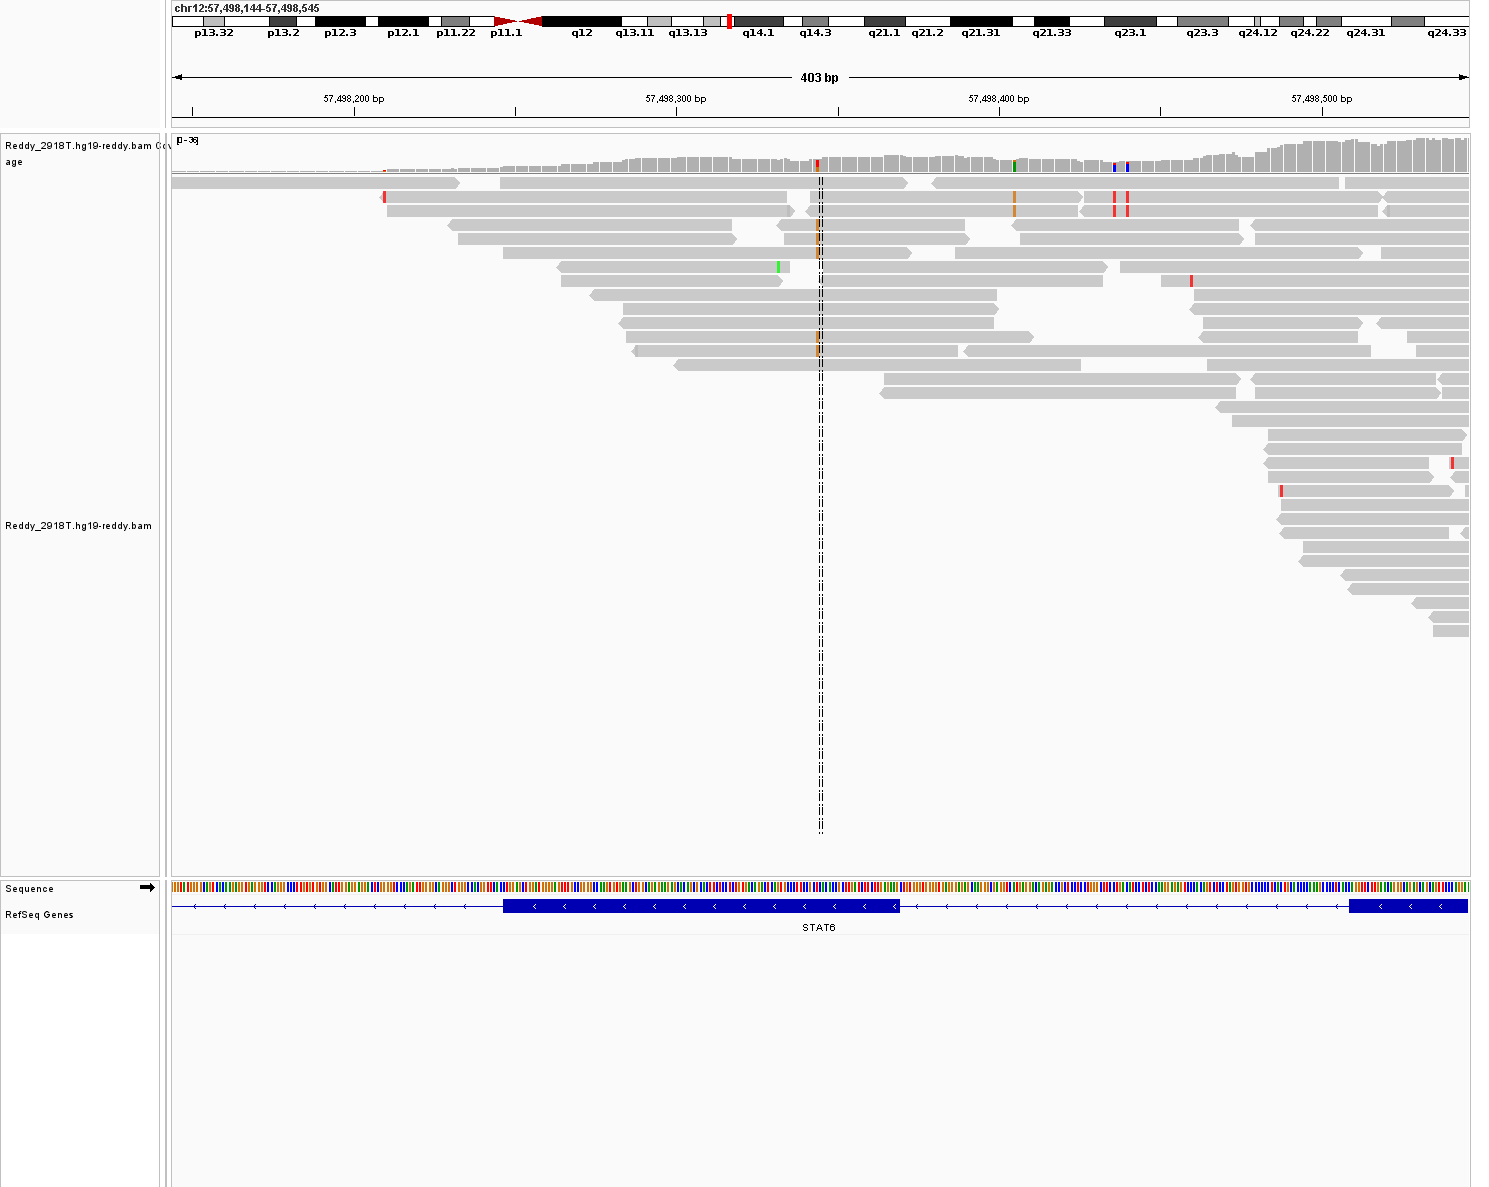 chr12:57,498,144-57,498,545
p13.32 p13.2 p12.3 p12.1 p11.22 p11.1 q12 q13.11 q13.13 q14.1 q14.3 q21.1 q21.2 q21.31 q21.33 q23.1 q23.3 q24.12 q24.22 q24.31 q24.33
403 bp
57,498,200 bp 57,498,300 bp 57,498,400 bp 57,498,500 bp
[0-36]
Reddy_2918T.hg19-reddy.bam Cov
age
Reddy_2918T.hg19-reddy.bam
Sequence
RefSeq Genes
STAT6